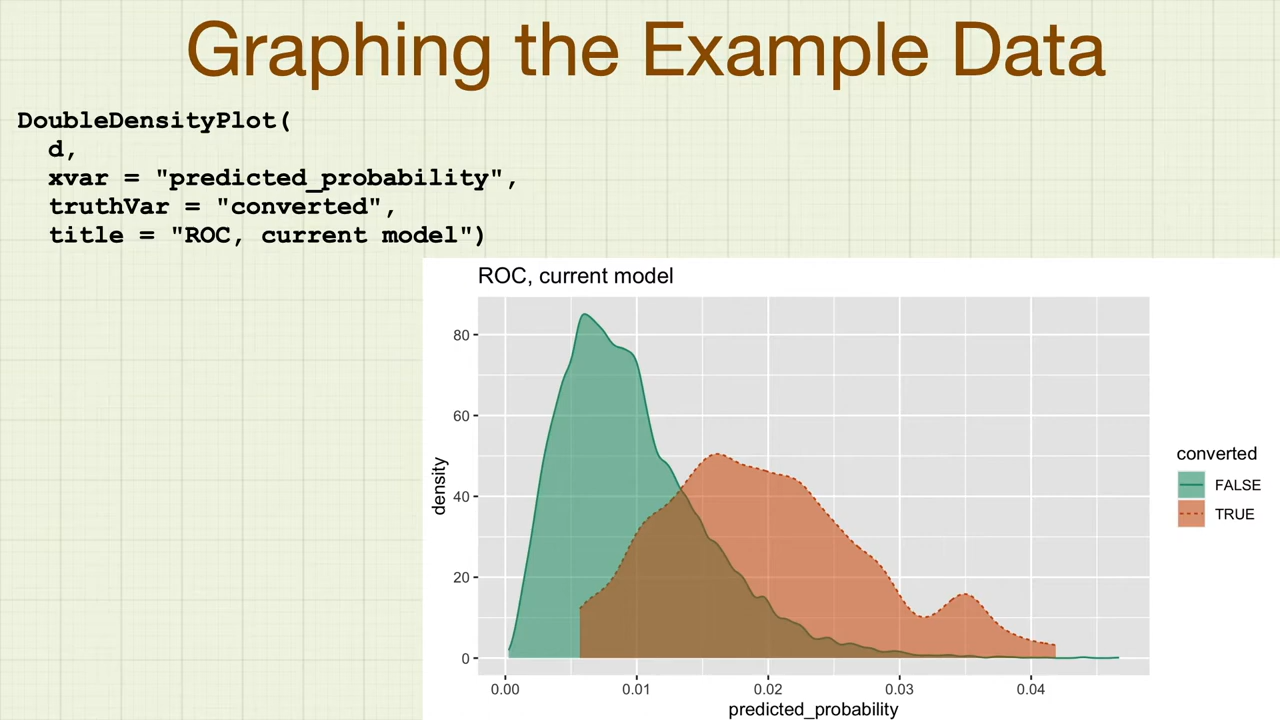 Graphing the Example Data
DoubleDensityPlot(
d,
xvar = "predicted_probability",
truthVar = "converted",
title = "ROC, current model")
ROC, current model
80
60
40
20
0
density
0.00 0.01 0.02 0.03 0.04
predicted_probability
converted
FALSE
TRUE